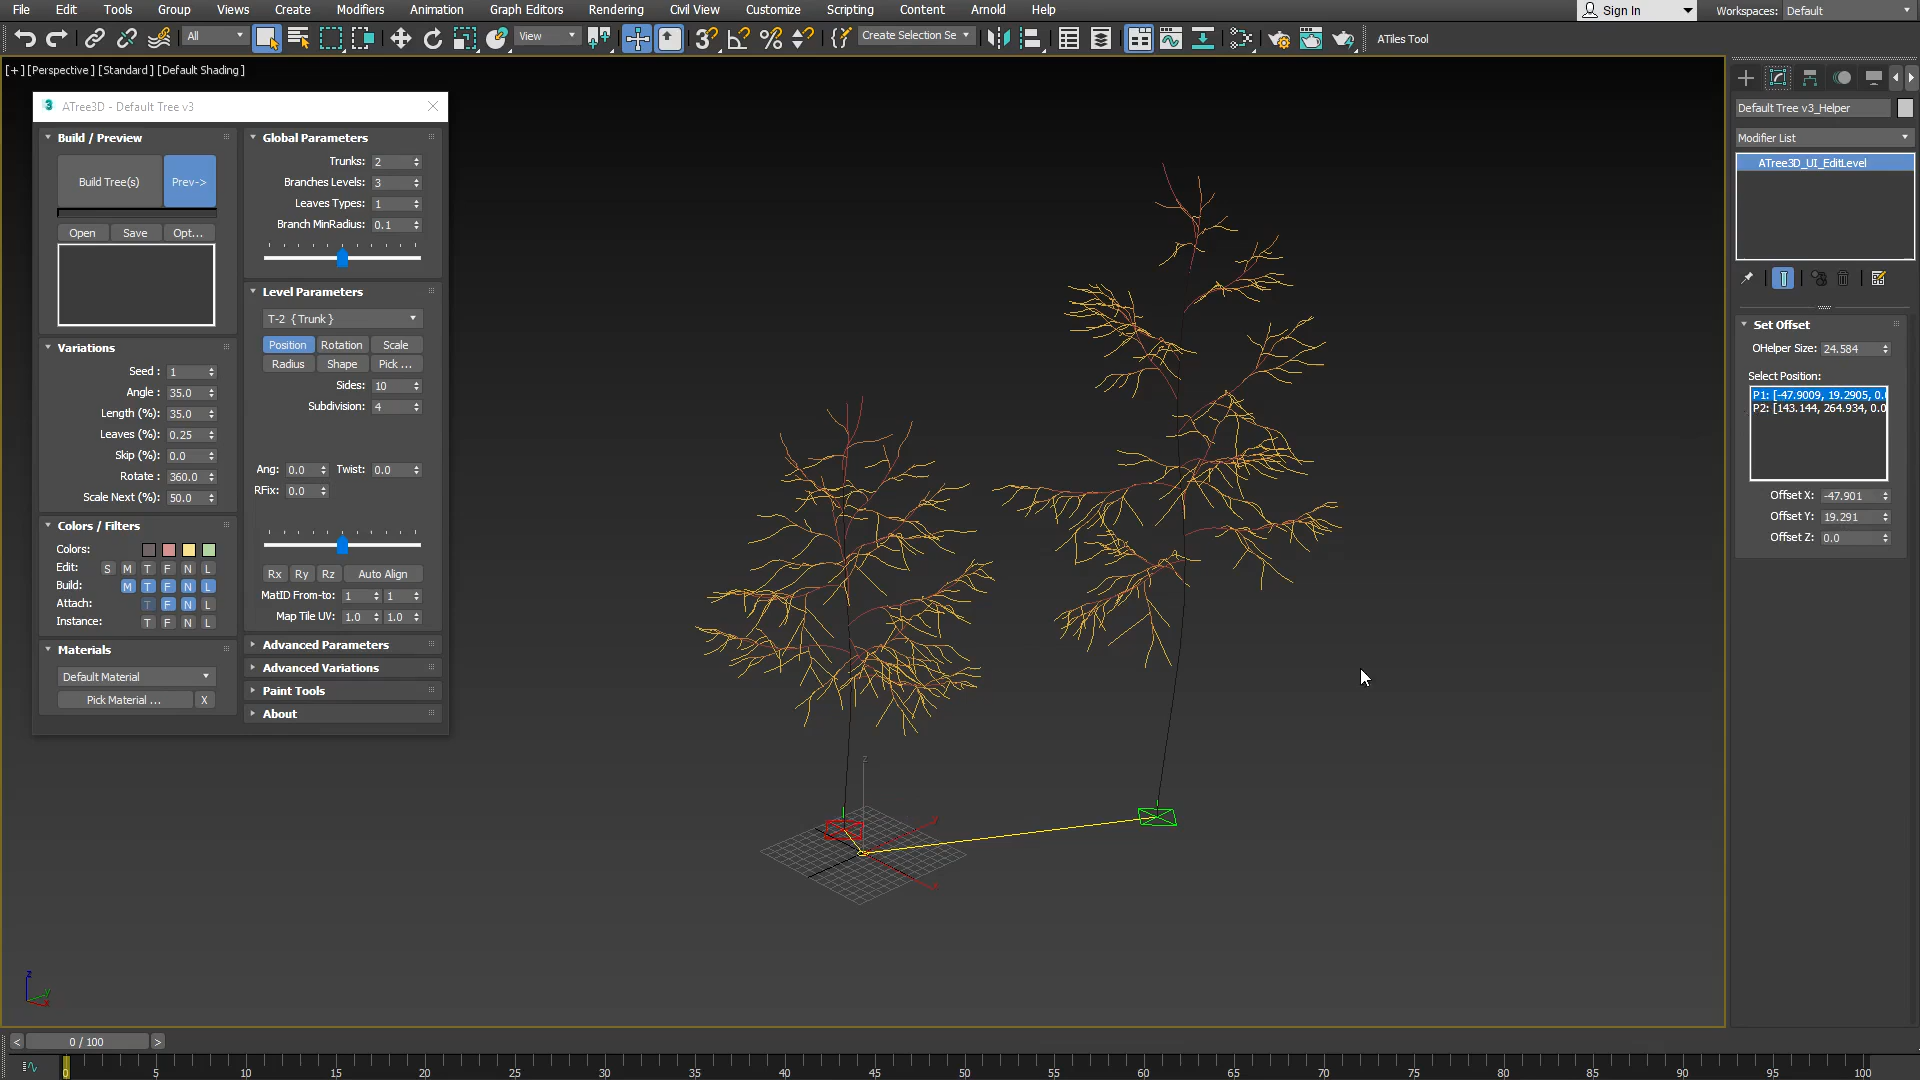 File Edit Tools Group Views Create Modifiers Animation Graph Editors Rendering Civil View Customize Scripting Content Arnold Help
Sign In Workspaces: Default
All View Create Selection Se ATiles Tool
[+] [Perspective] [Standard] [Default Shading]
3 ATree3D - Default Tree v3
Build / Preview
Build Tree(s) Prev->
Open Save Opt...
Variations
Seed : 1
Angle : 35.0
Length (%): 35.0
Leaves (%): 0.25
Skip (%): 0.0
Rotate : 360.0
Scale Next (%): 50.0
Colors / Filters
Colors:
Edit: S M T F N L
Build: M T F N L
Attach: T F N L
Instance: T F N L
Materials
Default Material
Pick Material ... X
Global Parameters
Trunks: 2
Branches Levels: 3
Leaves Types: 1
Branch MinRadius: 0.1
Level Parameters
T-2 {Trunk}
Position Rotation Scale
Radius Shape Pick ...
Sides: 10
Subdivision: 4
Ang: 0.0 Twist: 0.0
RFix: 0.0
Rx Ry Rz Auto Align
MatID From-to: 1 1
Map Tile UV: 1.0 1.0
Advanced Parameters
Advanced Variations
Paint Tools
About
Default Tree v3_Helper
Modifier List
ATree3D_UI_EditLevel
Set Offset
OHelper Size: 24.584
Select Position:
P1: [-47.9009, 19.2905, 0.
P2: [143.144, 264.934, 0.0
Offset X: -47.901
Offset Y: 19.291
Offset Z: 0.0
z
z
y
x
< 0 / 100 >
0 5 10 15 20 25 30 35 40 45 50 55 60 65 70 75 80 85 90 95 100